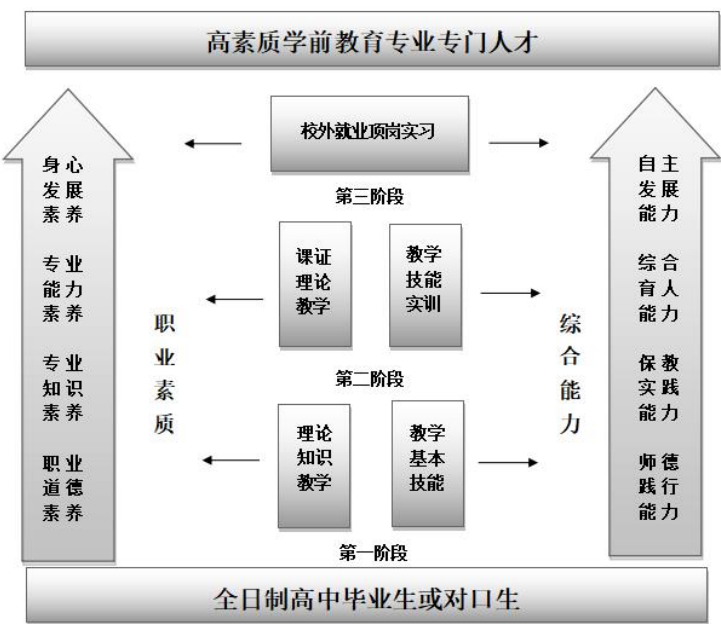 高素质学前教育专业专门人才
校外就业顶岗实习
第三阶段
身心
发展
素养
专业
能力
素养
专业
知识
素养
职业
道德
素养
职
业
素
质
课证
理论
教学
教学
技能
实训
第二阶段
理论
知识
教学
教学
基本
技能
第一阶段
综
合
能
力
自主
发展
能力
综合
育人
能力
保教
实践
能力
师德
践行
能力
全日制高中毕业生或对口生